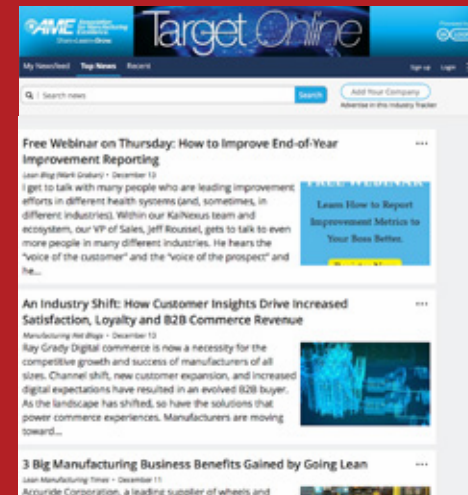 AME Association for Manufacturing Excellence
Share•Learn•Grow
Target Online
My Newsfeed Top News Recent Sign up Login
Search news Search Add Your Company
Advertise in this Industry Tracker
Free Webinar on Thursday: How to Improve End-of-Year
Improvement Reporting
Lean Blog (Mark Graban) • December 13
I get to talk with many people who are leading improvement
efforts in different health systems (and, sometimes, in
different industries). Within our KaiNexus team and
ecosystem, our VP of Sales, Jeff Roussel, gets to talk to even
more people in many different industries. He hears the
"voice of the customer" and the "voice of the prospect" and
he...
FREE WEBINAR
Learn How to Report
Improvement Metrics to
Your Boss Better.
An Industry Shift: How Customer Insights Drive Increased
Satisfaction, Loyalty and B2B Commerce Revenue
Manufacturing Net Blogs • December 13
Ray Grady Digital commerce is now a necessity for the
competitive growth and success of manufacturers of all
sizes. Channel shift, new customer expansion, and increased
digital expectations have resulted in an evolved B2B buyer.
As the landscape has shifted, so have the solutions that
power commerce experiences. Manufacturers are moving
toward...
3 Big Manufacturing Business Benefits Gained by Going Lean
Lean Manufacturing Times • December 11
Accuride Corporation, a leading supplier of wheels and